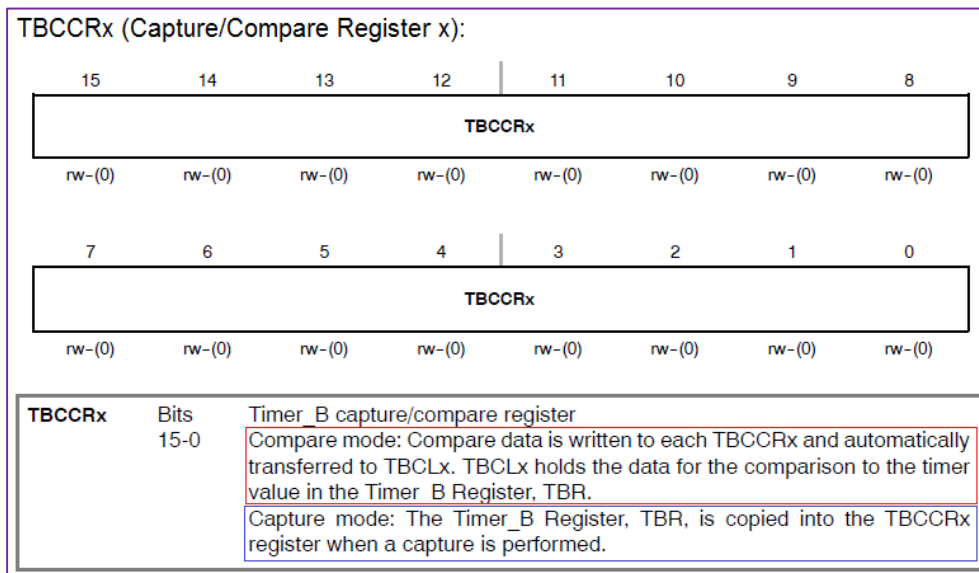 TBCCRx (Capture/Compare Register x):
15 14 13 12 11 10 9 8
TBCCRx
rw-(0) rw-(0) rw-(0) rw-(0) rw-(0) rw-(0) rw-(0) rw-(0)
7 6 5 4 3 2 1 0
TBCCRx
rw-(0) rw-(0) rw-(0) rw-(0) rw-(0) rw-(0) rw-(0) rw-(0)
TBCCRx Bits Timer_B capture/compare register
15-0 Compare mode: Compare data is written to each TBCCRx and automatically
transferred to TBCLx. TBCLx holds the data for the comparison to the timer
value in the Timer_B Register, TBR.
Capture mode: The Timer_B Register, TBR, is copied into the TBCCRx
register when a capture is performed.